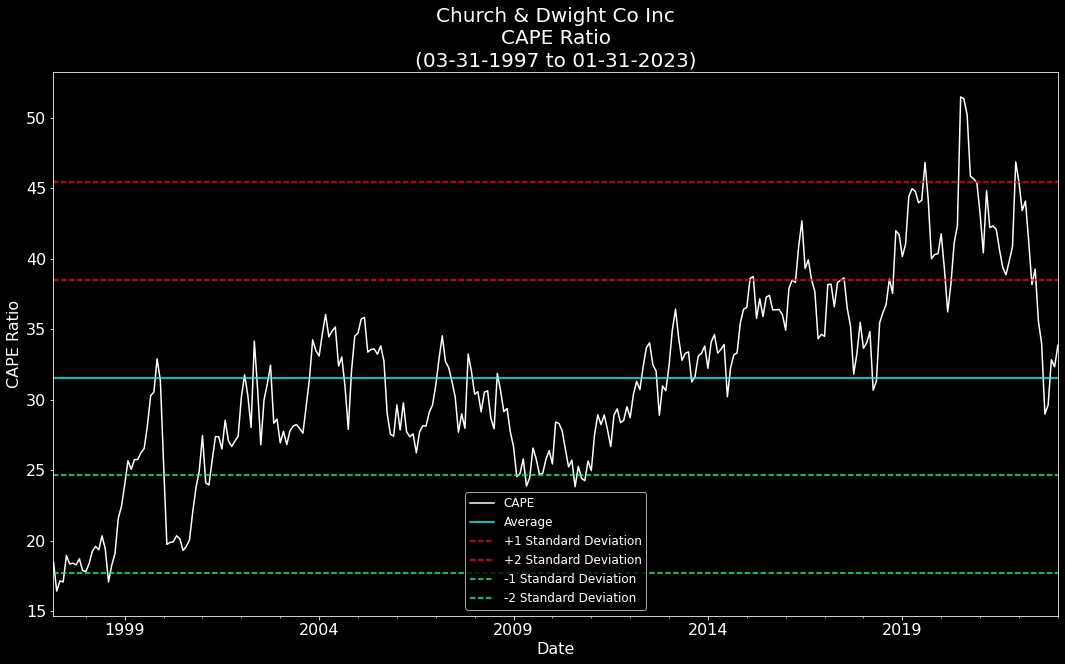 Church & Dwight Co Inc
CAPE Ratio
(03-31-1997 to 01-31-2023)
CAPE Ratio
50
45
40
35
30
25
20
15
CAPE
Average
+1 Standard Deviation
+2 Standard Deviation
-1 Standard Deviation
-2 Standard Deviation
1999 2004 2009 2014 2019
Date